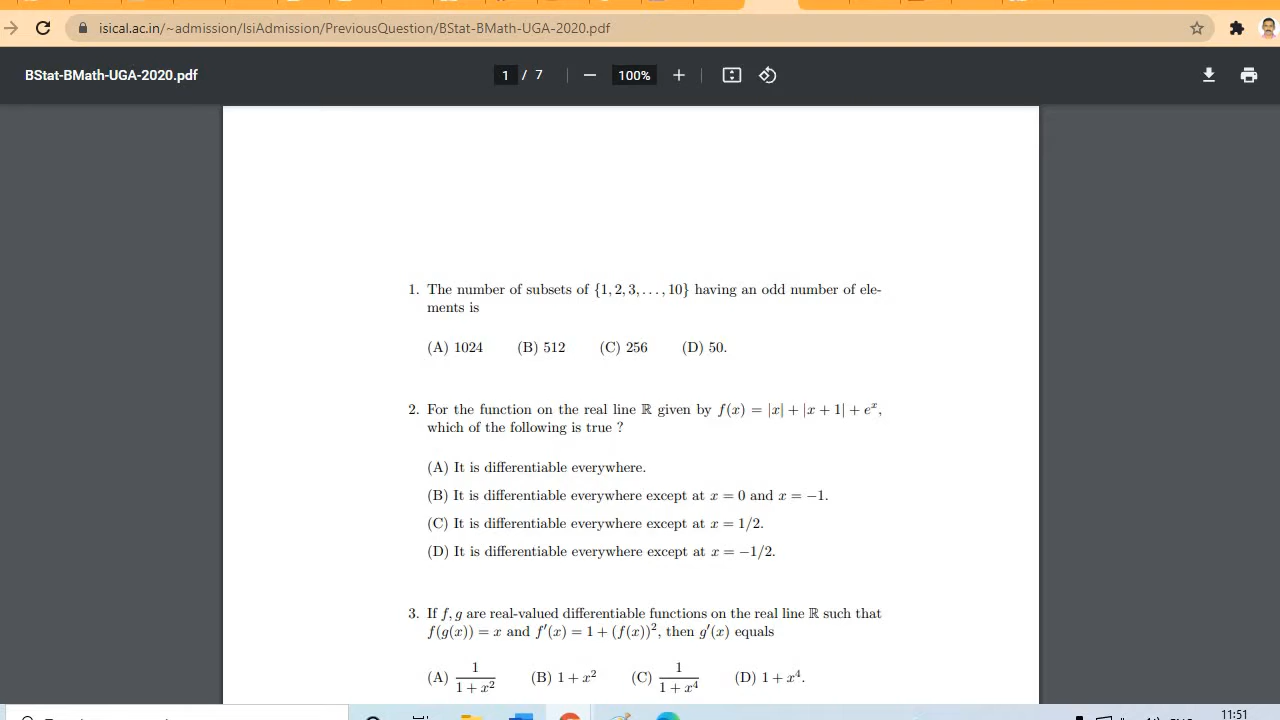 isical.ac.in/~admission/IsiAdmission/PreviousQuestion/BStat-BMath-UGA-2020.pdf
BStat-BMath-UGA-2020.pdf 1 / 7 − 100% +
1. The number of subsets of {1, 2, 3, . . . , 10} having an odd number of ele-
ments is
(A) 1024 (B) 512 (C) 256 (D) 50.
2. For the function on the real line ℝ given by f(x) = |x| + |x + 1| + e^x,
which of the following is true ?
(A) It is differentiable everywhere.
(B) It is differentiable everywhere except at x = 0 and x = −1.
(C) It is differentiable everywhere except at x = 1/2.
(D) It is differentiable everywhere except at x = −1/2.
3. If f, g are real-valued differentiable functions on the real line ℝ such that
f(g(x)) = x and f′(x) = 1 + (f(x))², then g′(x) equals
(A) 1/(1 + x²) (B) 1 + x² (C) 1/(1 + x⁴) (D) 1 + x⁴.
11:51